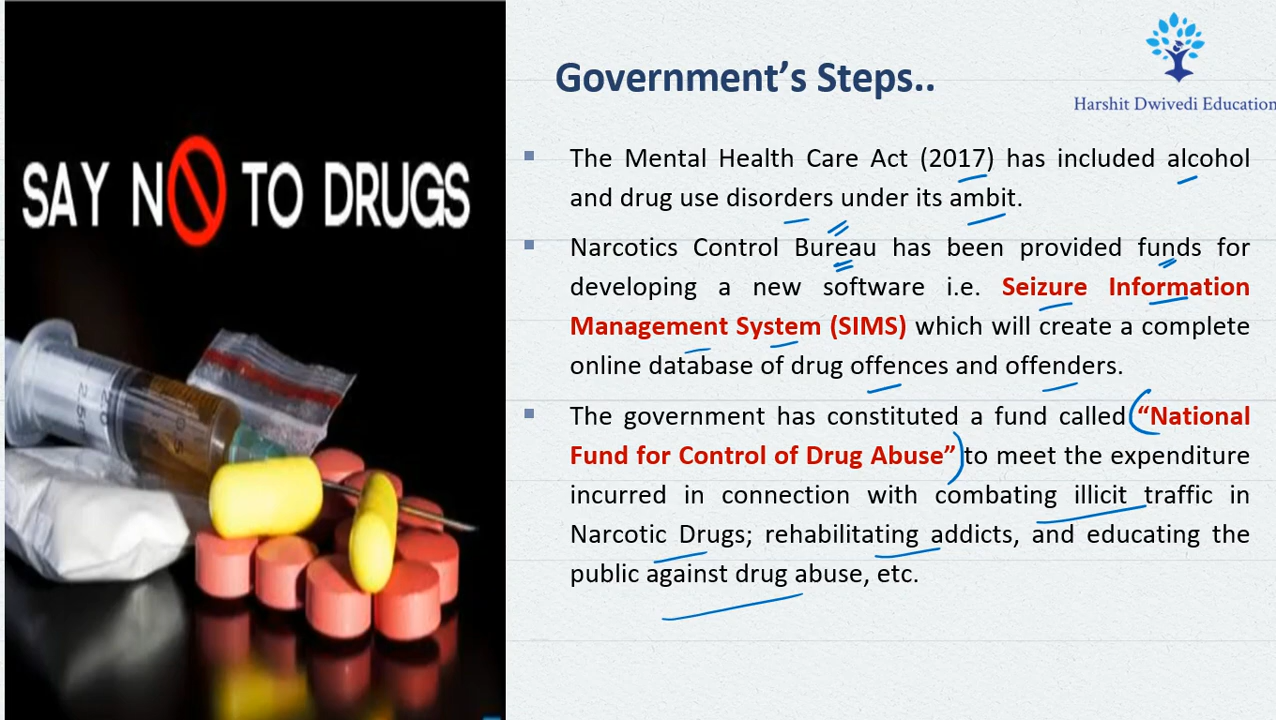 SAY NO TO DRUGS
Government's Steps..
Harshit Dwivedi Education
The Mental Health Care Act (2017) has included alcohol
and drug use disorders under its ambit.
Narcotics Control Bureau has been provided funds for
developing a new software i.e. Seizure Information
Management System (SIMS) which will create a complete
online database of drug offences and offenders.
The government has constituted a fund called “National
Fund for Control of Drug Abuse” to meet the expenditure
incurred in connection with combating illicit traffic in
Narcotic Drugs; rehabilitating addicts, and educating the
public against drug abuse, etc.